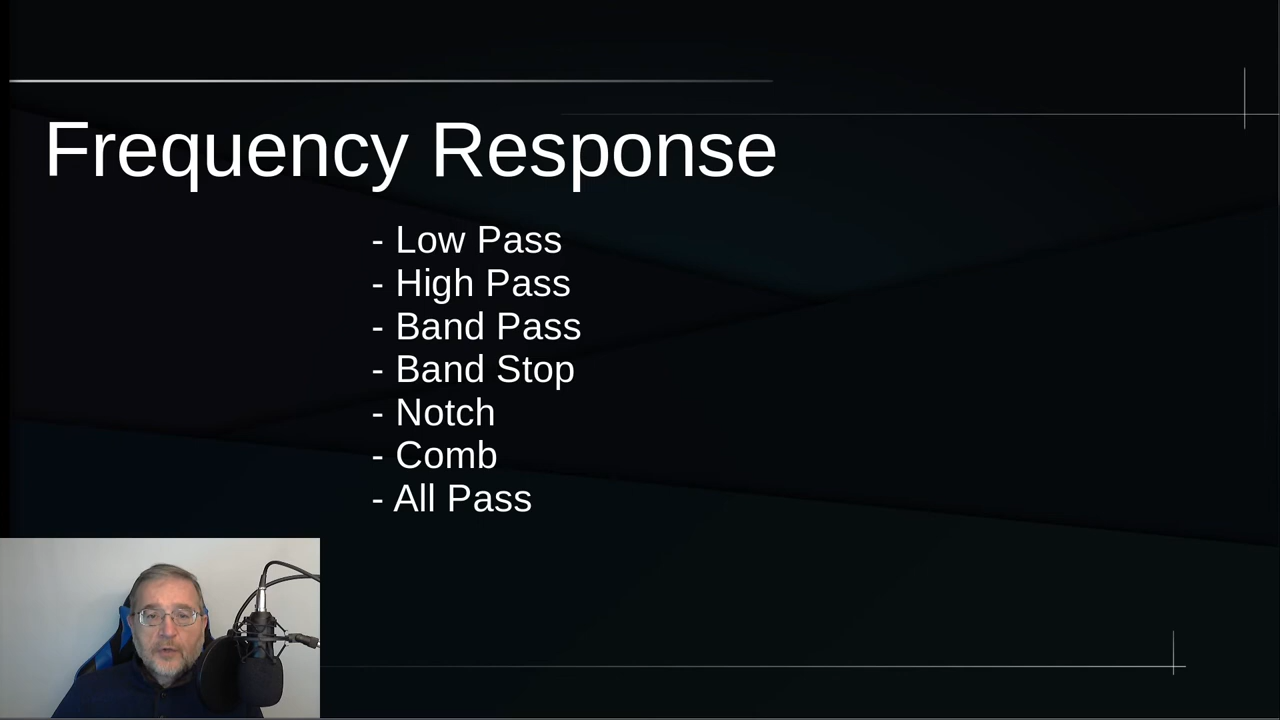 Frequency Response
- Low Pass
- High Pass
- Band Pass
- Band Stop
- Notch
- Comb
- All Pass